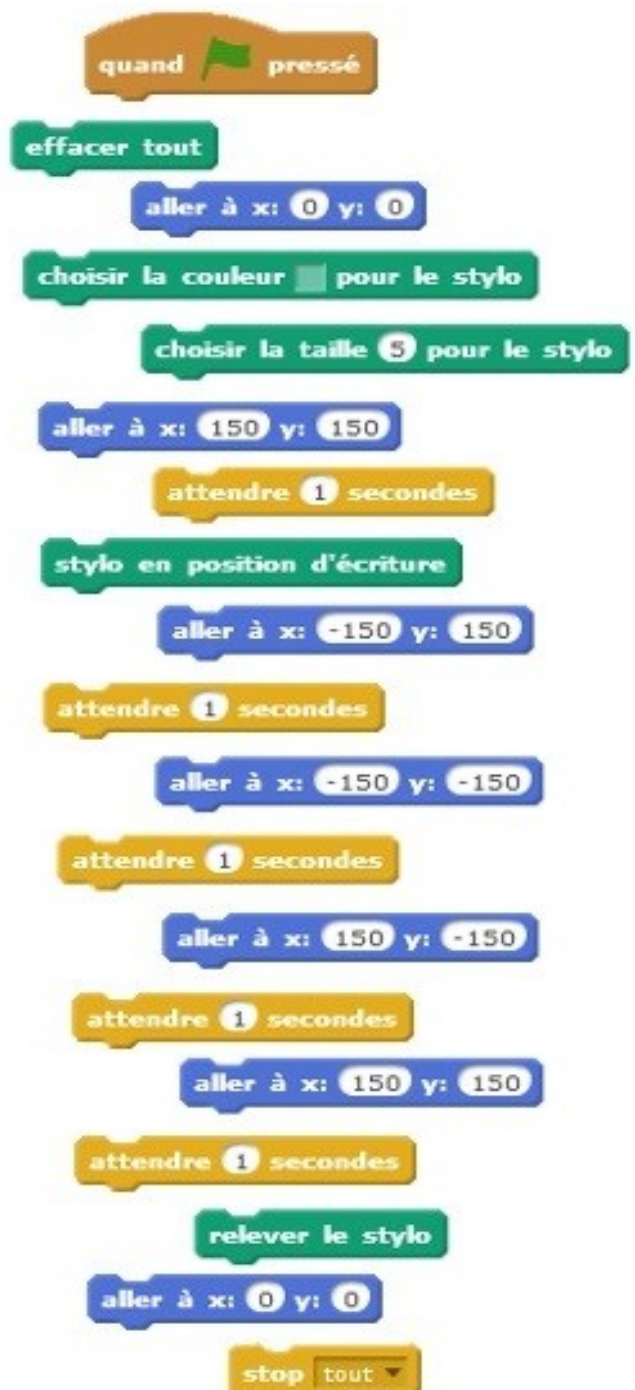 quand pressé
effacer tout
aller à x: 0 y: 0
choisir la couleur pour le stylo
choisir la taille 5 pour le stylo
aller à x: 150 y: 150
attendre 1 secondes
stylo en position d'écriture
aller à x: -150 y: 150
attendre 1 secondes
aller à x: -150 y: -150
attendre 1 secondes
aller à x: 150 y: -150
attendre 1 secondes
aller à x: 150 y: 150
attendre 1 secondes
relever le stylo
aller à x: 0 y: 0
stop tout